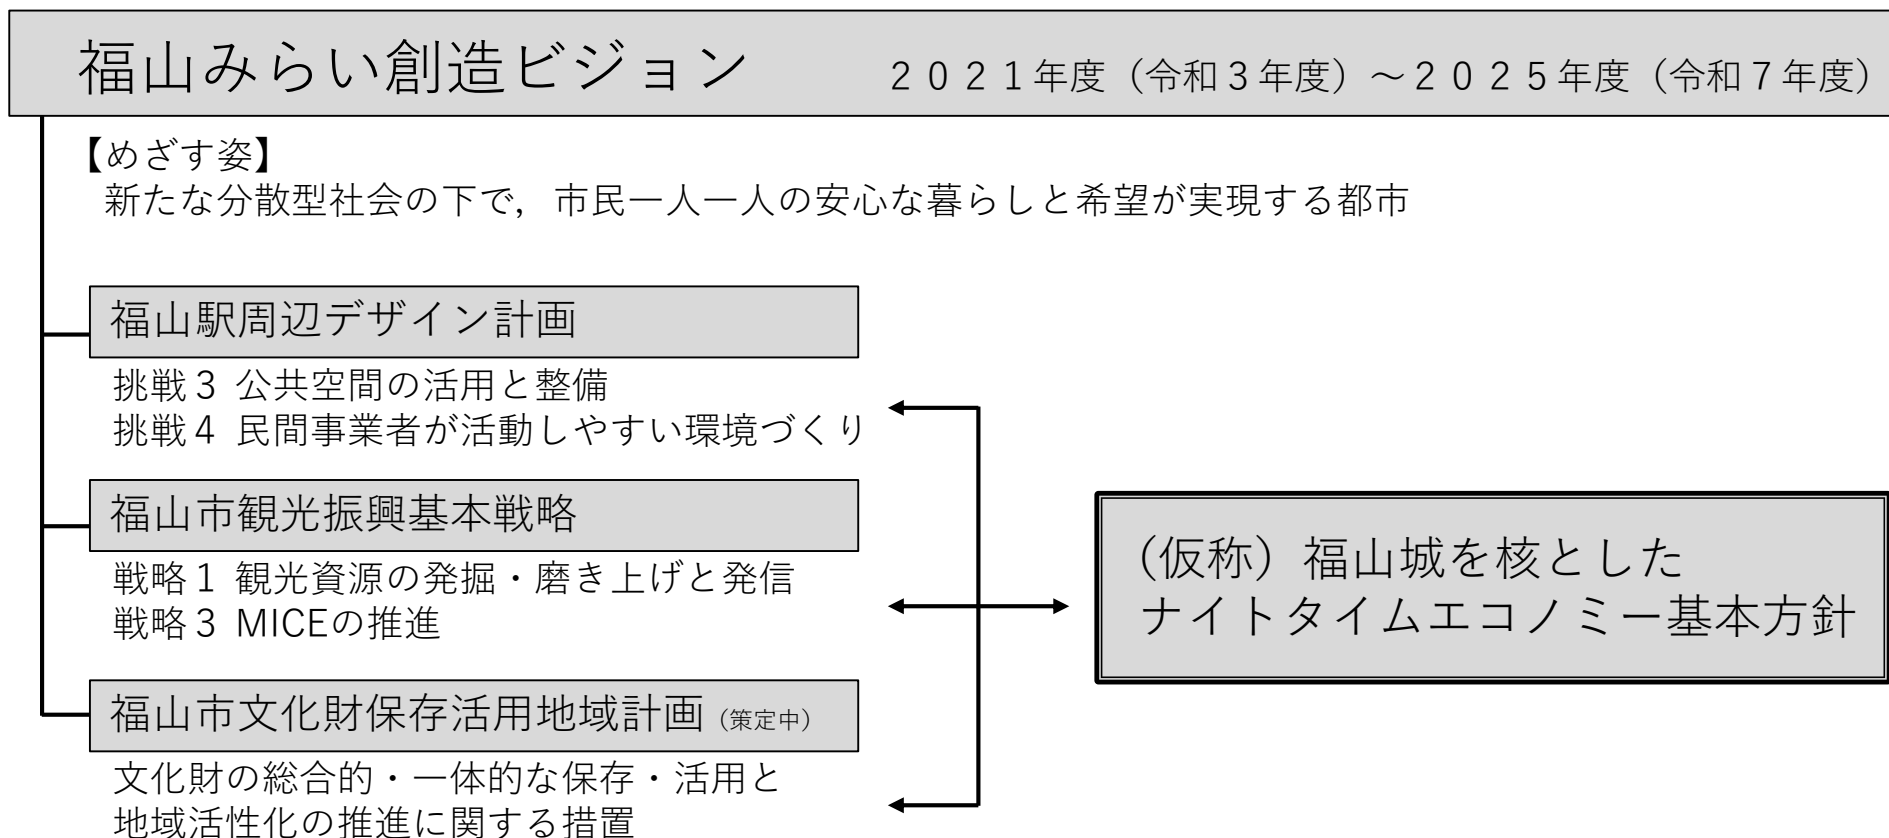 福山みらい創造ビジョン ２０２１年度（令和３年度）～２０２５年度（令和７年度）
【めざす姿】
新たな分散型社会の下で，市民一人一人の安心な暮らしと希望が実現する都市
福山駅周辺デザイン計画
挑戦３ 公共空間の活用と整備
挑戦４ 民間事業者が活動しやすい環境づくり
福山市観光振興基本戦略
戦略１ 観光資源の発掘・磨き上げと発信
戦略３ MICEの推進
福山市文化財保存活用地域計画（策定中）
文化財の総合的・一体的な保存・活用と
地域活性化の推進に関する措置
（仮称）福山城を核とした
ナイトタイムエコノミー基本方針